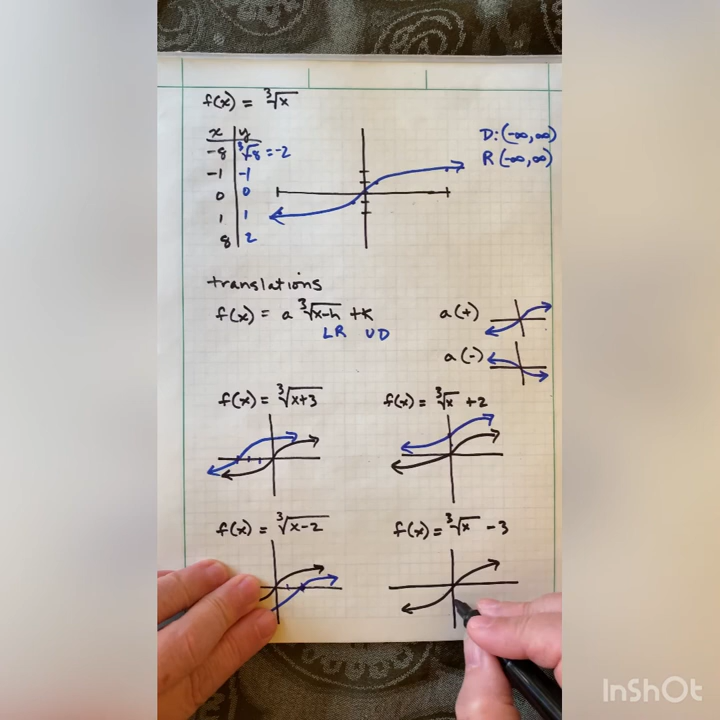 f(x) = ∛x
x y
-8 ∛-8 = -2
-1 -1
0 0
1 1
8 2
D: (-∞, ∞)
R (-∞, ∞)
translations
f(x) = a ∛x-h + k
LR UD
a (+)
a (-)
f(x) = ∛x+3
f(x) = ∛x +2
f(x) = ∛x-2
f(x) = ∛x -3
InShOt